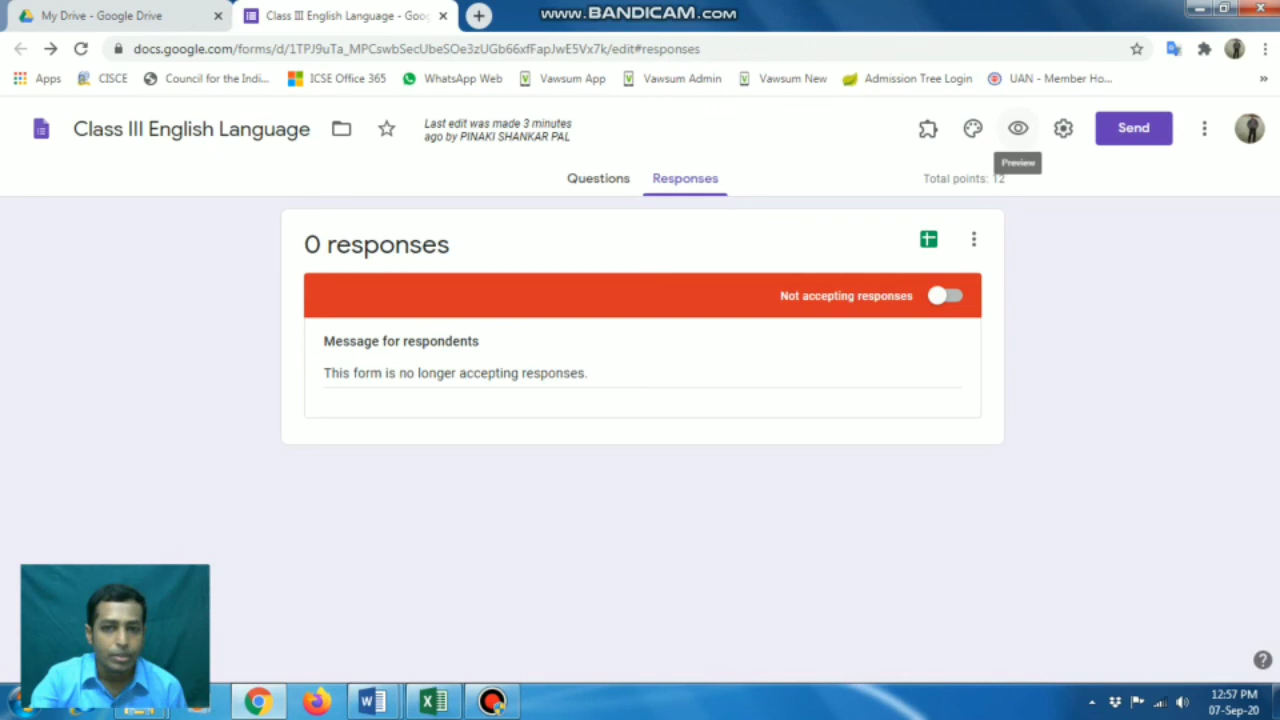 www.BANDICAM.com
My Drive - Google Drive
Class III English Language - Goo
docs.google.com/forms/d/1TPJ9uTa_MPCswbSecUbeSOe3zUGb66xfFapJwE5Vx7k/edit#responses
Apps CISCE Council for the Indi... ICSE Office 365 WhatsApp Web Vawsum App Vawsum Admin Vawsum New Admission Tree Login UAN - Member Ho... »
Class III English Language
Last edit was made 3 minutes
ago by PINAKI SHANKAR PAL
Send
Preview
Questions Responses Total points: 12
0 responses
Not accepting responses
Message for respondents
This form is no longer accepting responses.
12:57 PM
07-Sep-20